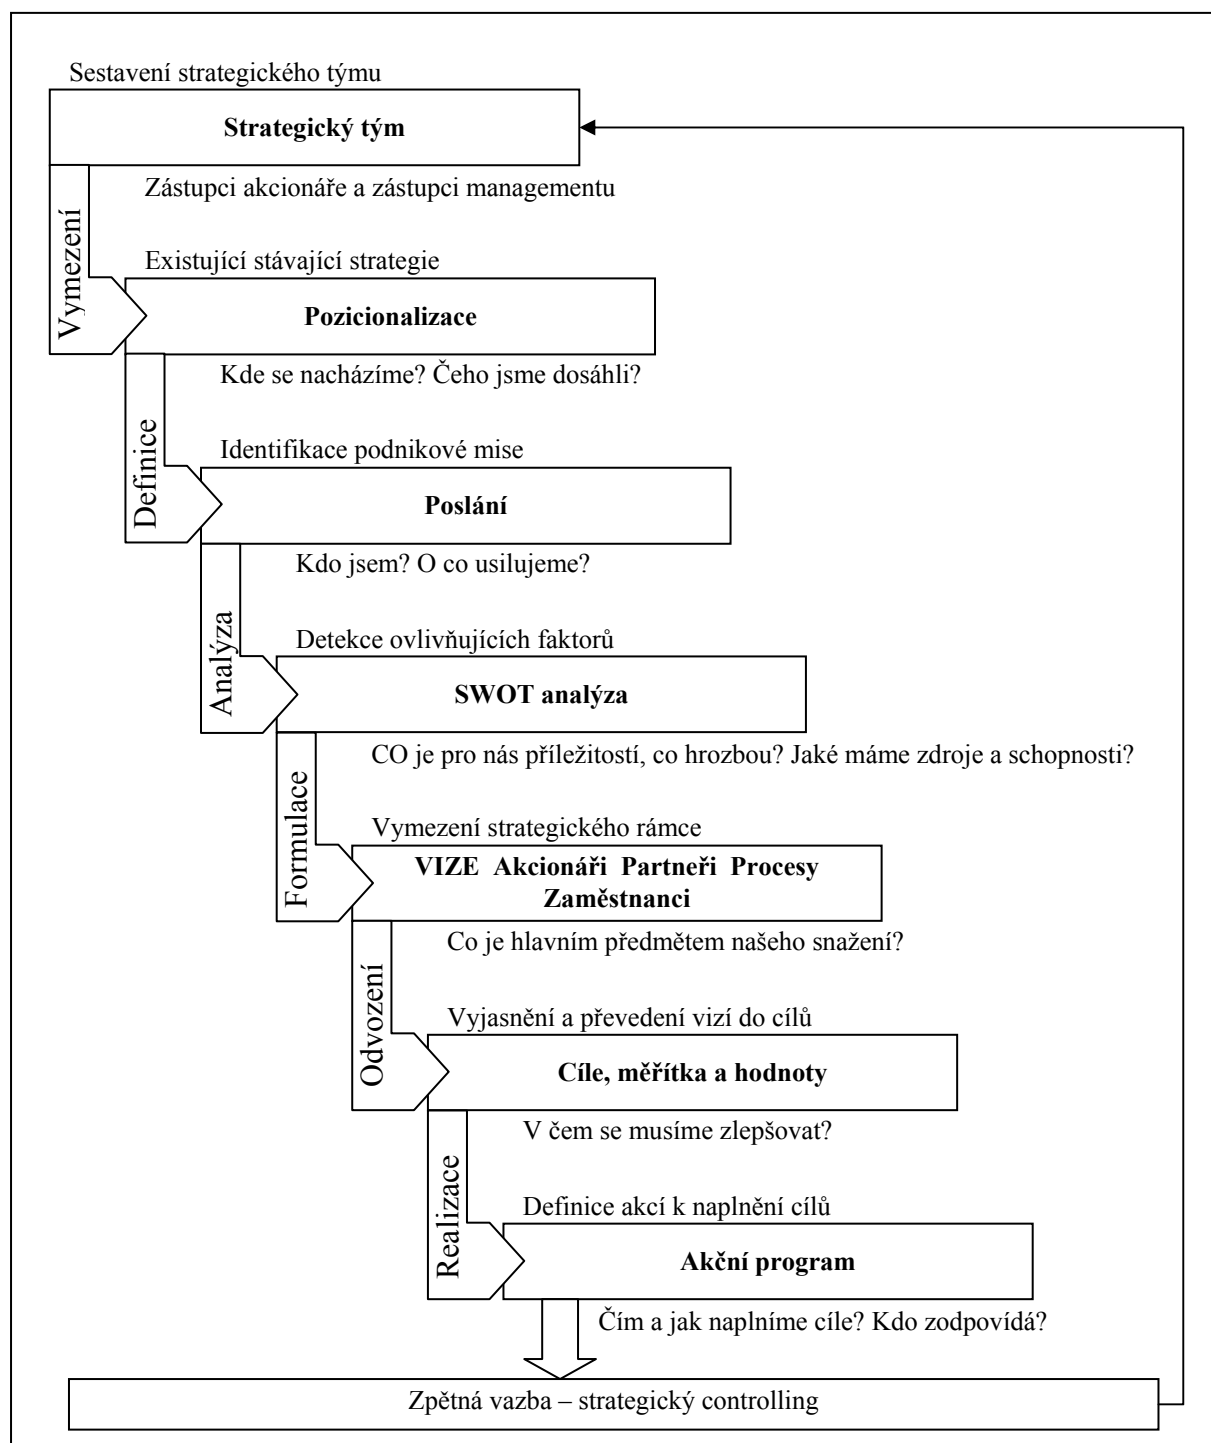 Sestavení strategického týmu
Strategický tým
Zástupci akcionáře a zástupci managementu
Vymezení
Existující stávající strategie
Pozicionalizace
Kde se nacházíme? Čeho jsme dosáhli?
Definice
Identifikace podnikové mise
Poslání
Kdo jsem? O co usilujeme?
Analýza
Detekce ovlivňujících faktorů
SWOT analýza
CO je pro nás příležitostí, co hrozbou? Jaké máme zdroje a schopnosti?
Formulace
Vymezení strategického rámce
VIZE Akcionáři Partneři Procesy
Zaměstnanci
Co je hlavním předmětem našeho snažení?
Odvození
Vyjasnění a převedení vizí do cílů
Cíle, měřítka a hodnoty
V čem se musíme zlepšovat?
Realizace
Definice akcí k naplnění cílů
Akční program
Čím a jak naplníme cíle? Kdo zodpovídá?
Zpětná vazba – strategický controlling